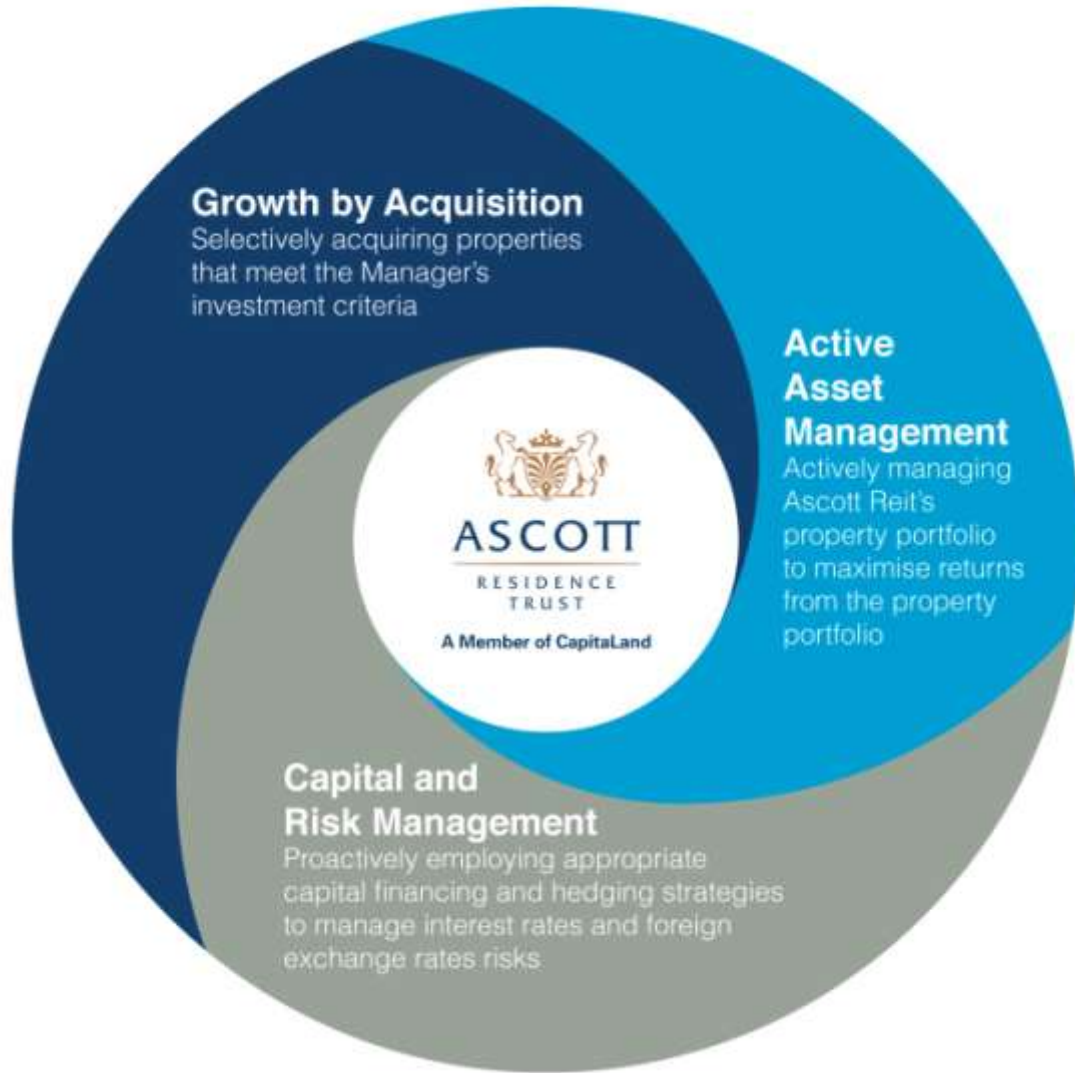 Growth by Acquisition
Selectively acquiring properties
that meet the Manager's
investment criteria
Active
Asset
Management
Actively managing
Ascott Reit's
property portfolio
to maximise returns
from the property
portfolio
ASCOTT
RESIDENCE
TRUST
A Member of CapitaLand
Capital and
Risk Management
Proactively employing appropriate
capital financing and hedging strategies
to manage interest rates and foreign
exchange rates risks